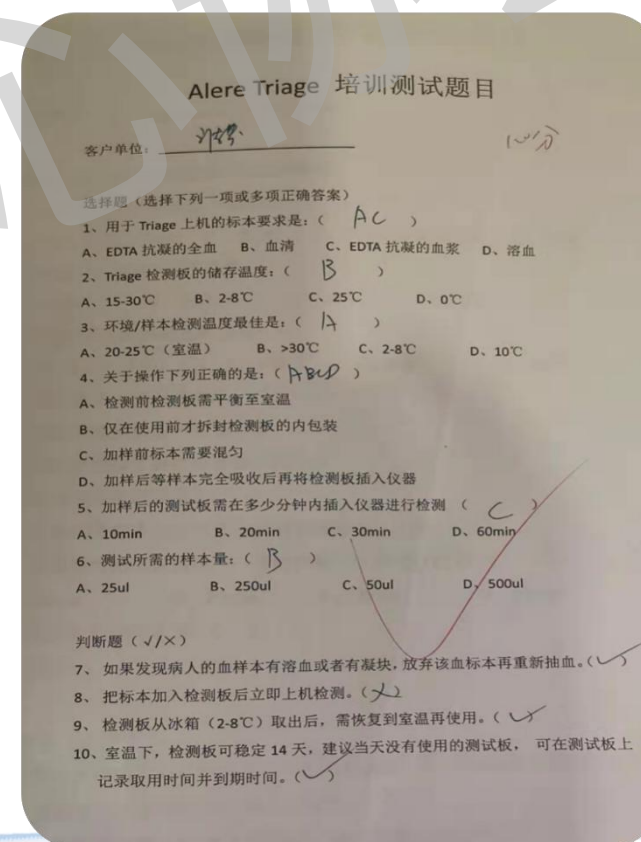 Alere Triage 培训测试题目
客户单位:
100分
选择题(选择下列一项或多项正确答案)
1、用于 Triage 上机的标本要求是:( AC )
A、EDTA 抗凝的全血 B、血清 C、EDTA 抗凝的血浆 D、溶血
2、Triage 检测板的储存温度:( B )
A、15-30℃ B、2-8℃ C、25℃ D、0℃
3、环境/样本检测温度最佳是:( A )
A、20-25℃(室温) B、>30℃ C、2-8℃ D、10℃
4、关于操作下列正确的是:( ABCD )
A、检测前检测板需平衡至室温
B、仅在使用前才拆封检测板的内包装
C、加样前标本需要混匀
D、加样后等样本完全吸收后再将检测板插入仪器
5、加样后的测试板需在多少分钟内插入仪器进行检测 ( C )
A、10min B、20min C、30min D、60min
6、测试所需的样本量:( B )
A、25ul B、250ul C、50ul D、500ul
判断题(√/×)
7、 如果发现病人的血样本有溶血或者有凝块,放弃该血标本再重新抽血。(√)
8、 把标本加入检测板后立即上机检测。(×)
9、 检测板从冰箱(2-8℃)取出后,需恢复到室温再使用。(√)
10、室温下,检测板可稳定 14 天,建议当天没有使用的测试板, 可在测试板上
记录取用时间并到期时间。(√)